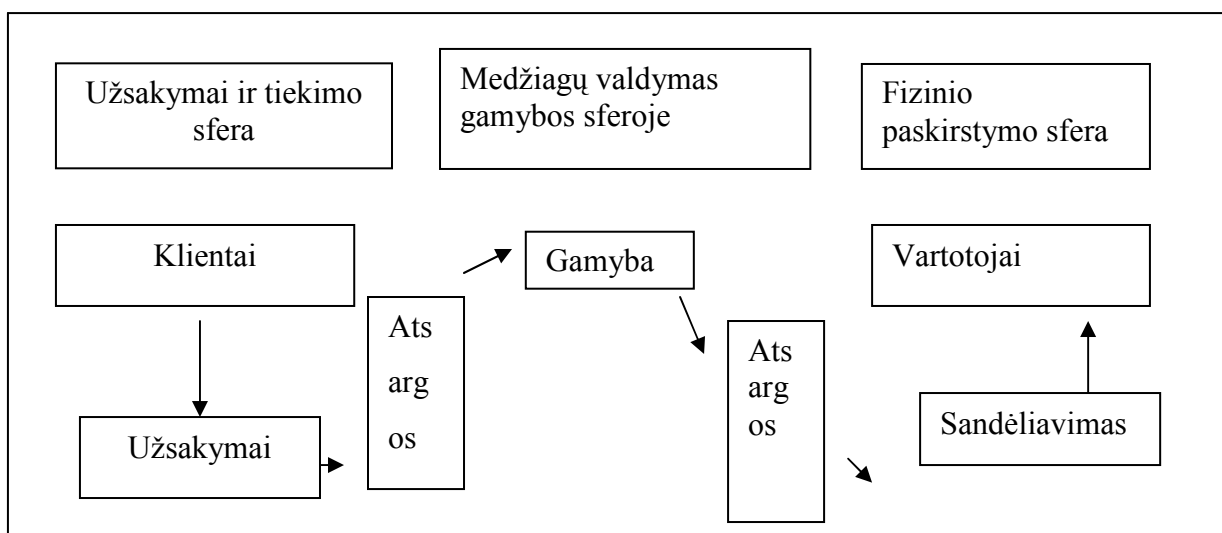 Užsakymai ir tiekimo
sfera
Medžiagų valdymas
gamybos sferoje
Fizinio
paskirstymo sfera
Klientai
Gamyba
Vartotojai
Ats
arg
os
Ats
arg
os
Užsakymai
Sandėliavimas